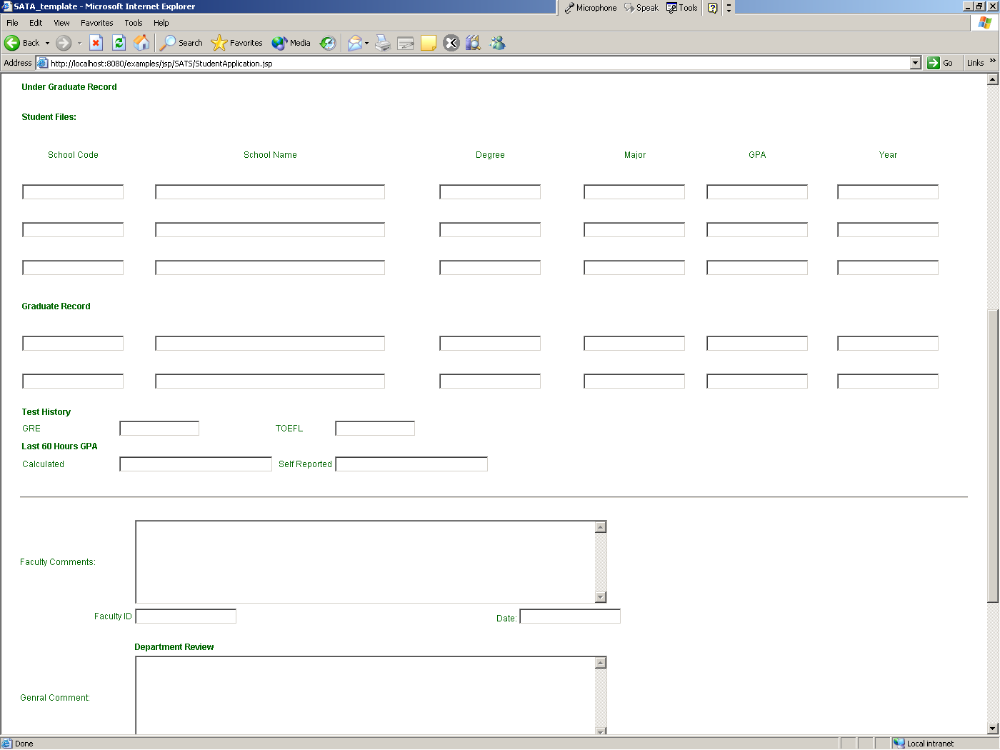 SATA_template - Microsoft Internet Explorer
Microphone Speak Tools
File Edit View Favorites Tools Help
Back Search Favorites Media
Address http://localhost:8080/examples/jsp/SATS/StudentApplication.jsp Go Links »
Under Graduate Record
Student Files:
School Code School Name Degree Major GPA Year
Graduate Record
Test History
GRE TOEFL
Last 60 Hours GPA
Calculated Self Reported
Faculty Comments:
Faculty ID Date:
Department Review
Genral Comment:
Done Local intranet